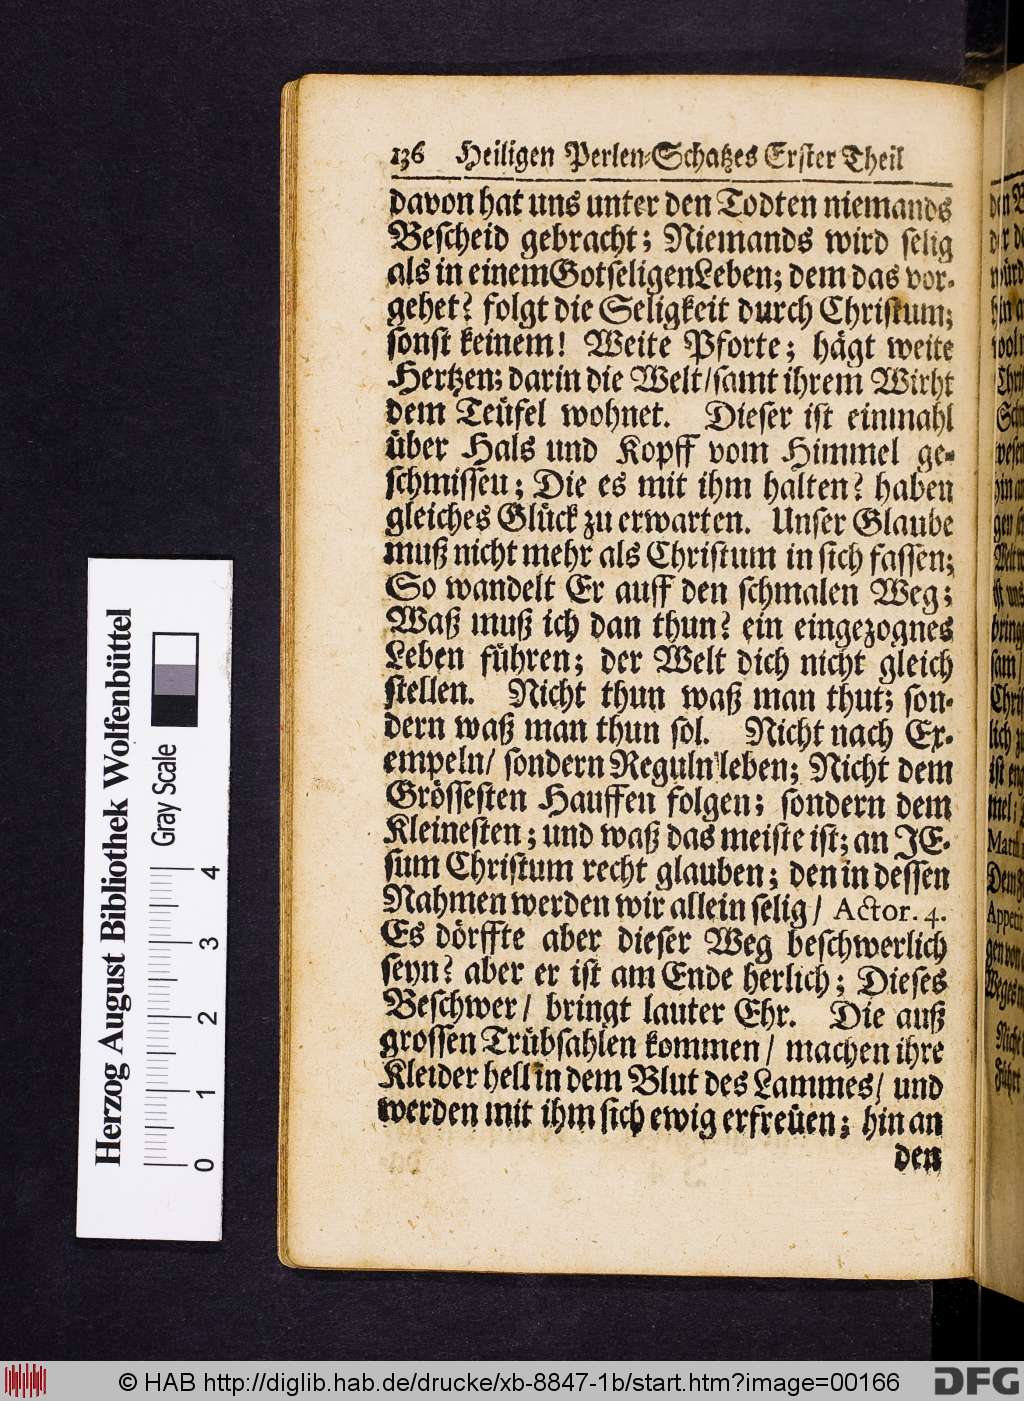 136 Heiligen Perlen-Schatzes Erster Theil
davon hat uns unter den Todten niemands
Bescheid gebracht; Niemands wird selig
als in einem Gotseligen Leben; dem das vor-
gehet? folgt die Seligkeit durch Christum;
sonst keinem! Weite Pforte; hägt weite
Hertzen; darin die Welt/ samt ihrem Wirht
dem Teüfel wohnet. Dieser ist einmahl
über Hals und Kopff vom Himmel ge-
schmissen; Die es mit ihm halten? haben
gleiches Glück zu erwarten. Unser Glaube
muß nicht mehr als Christum in sich fassen;
So wandelt Er auff den schmalen Weg;
Waß muß ich dan thun? ein eingezognes
Leben führen; der Welt dich nicht gleich
stellen. Nicht thun waß man thut; son-
dern waß man thun sol. Nicht nach Ex-
empeln/ sondern Reguln leben; Nicht dem
Grössesten Hauffen folgen; sondern dem
Kleinesten; und waß das meiste ist; an JE-
sum Christum recht glauben; den in dessen
Nahmen werden wir allein selig/ Actor. 4.
Es dörffte aber dieser Weg beschwerlich
seyn? aber er ist am Ende herlich; Dieses
Beschwer/ bringt lauter Ehr. Die auß
grossen Trübsahlen kommen/ machen ihre
Kleider hell in dem Blut des Lammes/ und
werden mit ihm sich ewig erfreüen; hin an
den
Herzog August Bibliothek Wolfenbüttel
Gray Scale
0 1 2 3 4
© HAB http://diglib.hab.de/drucke/xb-8847-1b/start.htm?image=00166
DFG